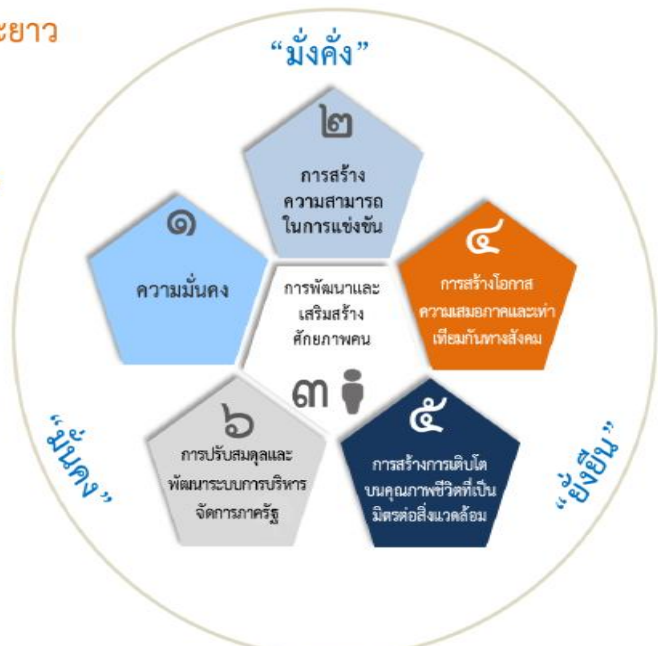 ะยาว
“มั่งคั่ง”
๒
การสร้าง
ความสามารถ
ในการแข่งขัน
๑
ความมั่นคง
๔
การสร้างโอกาส
ความเสมอภาคและเท่า
เทียมกันทางสังคม
การพัฒนาและ
เสริมสร้าง
ศักยภาพคน
๓
๖
การปรับสมดุลและ
พัฒนาระบบการบริหาร
จัดการภาครัฐ
๕
การสร้างการเติบโต
บนคุณภาพชีวิตที่เป็น
มิตรต่อสิ่งแวดล้อม
“มั่นคง”
“ยั่งยืน”